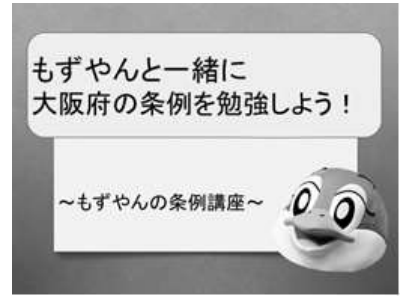 もずやんと一緒に
大阪府の条例を勉強しよう！
～もずやんの条例講座～